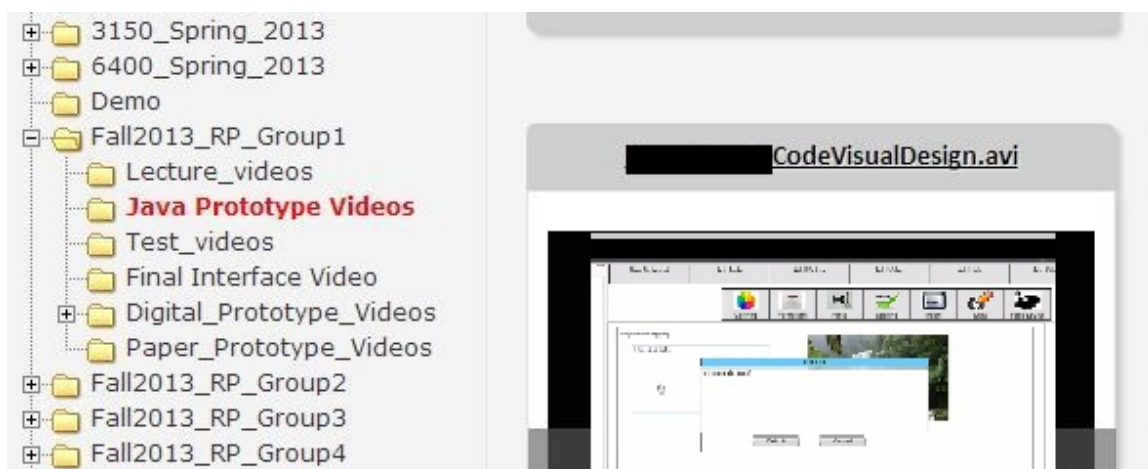 3150_Spring_2013
6400_Spring_2013
Demo
Fall2013_RP_Group1
Lecture_videos
Java Prototype Videos
Test_videos
Final Interface Video
Digital_Prototype_Videos
Paper_Prototype_Videos
Fall2013_RP_Group2
Fall2013_RP_Group3
Fall2013_RP_Group4
CodeVisualDesign.avi